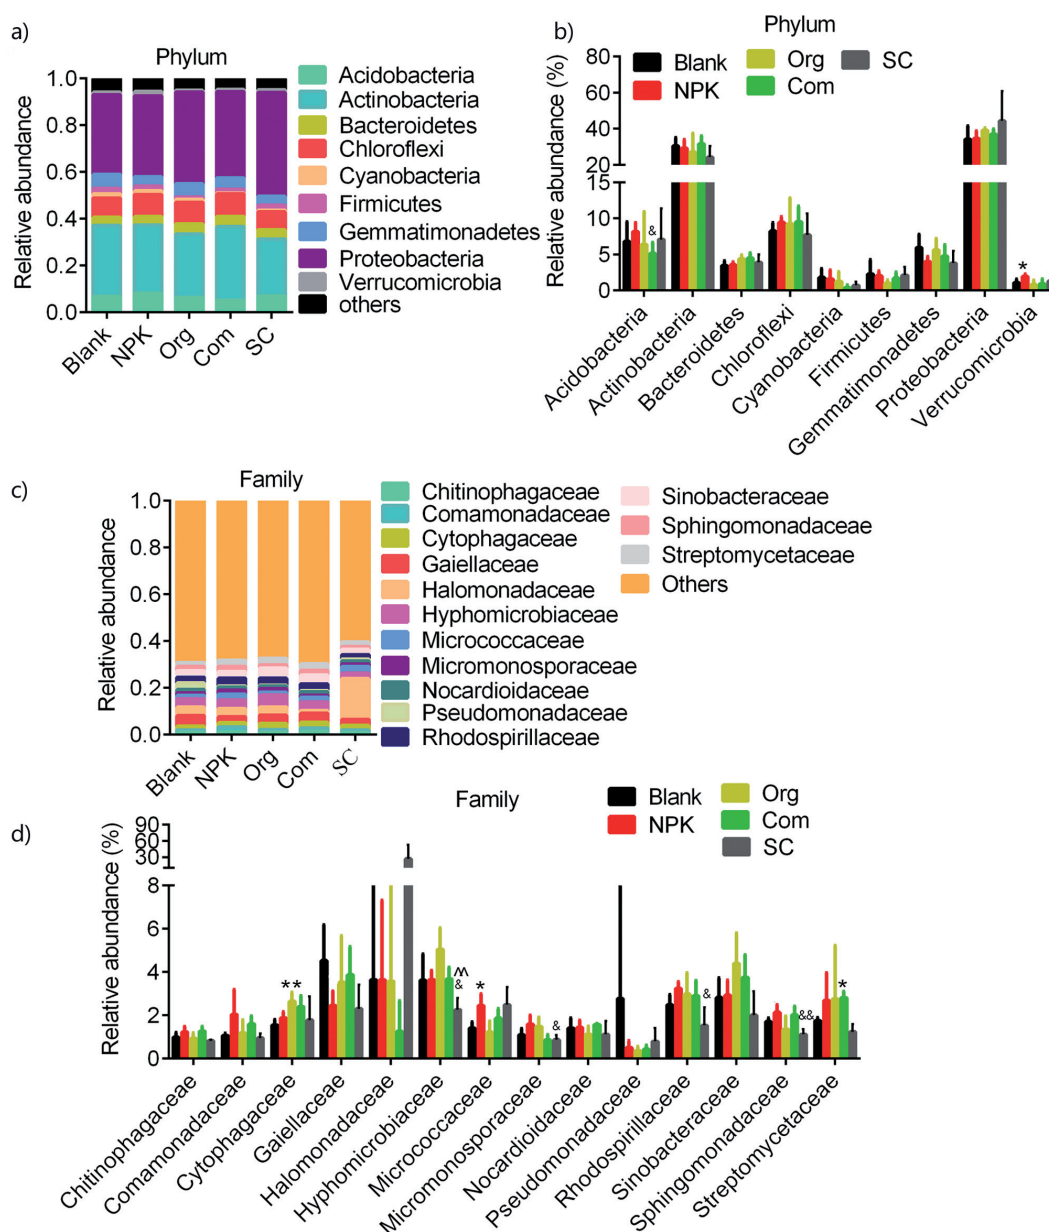 a)
Phylum
Relative abundance
1.0
0.8
0.6
0.4
0.2
0.0
Blank
NPK
Org
Com
SC
Acidobacteria
Actinobacteria
Bacteroidetes
Chloroflexi
Cyanobacteria
Firmicutes
Gemmatimonadetes
Proteobacteria
Verrucomicrobia
others
b)
Phylum
Relative abundance (%)
80
60
40
20
15
10
5
0
Blank
NPK
Org
Com
SC
&
*
Acidobacteria
Actinobacteria
Bacteroidetes
Chloroflexi
Cyanobacteria
Firmicutes
Gemmatimonadetes
Proteobacteria
Verrucomicrobia
c)
Family
Relative abundance
1.0
0.8
0.6
0.4
0.2
0.0
Blank
NPK
Org
Com
SC
Chitinophagaceae
Comamonadaceae
Cytophagaceae
Gaiellaceae
Halomonadaceae
Hyphomicrobiaceae
Micrococcaceae
Micromonosporaceae
Nocardioidaceae
Pseudomonadaceae
Rhodospirillaceae
Sinobacteraceae
Sphingomonadaceae
Streptomycetaceae
Others
d)
Family
Relative abundance (%)
90
60
30
8
6
4
2
0
Blank
NPK
Org
Com
SC
**
^^
&
*
&
&
&&
*
Chitinophagaceae
Comamonadaceae
Cytophagaceae
Gaiellaceae
Halomonadaceae
Hyphomicrobiaceae
Micrococcaceae
Micromonosporaceae
Nocardioidaceae
Pseudomonadaceae
Rhodospirillaceae
Sinobacteraceae
Sphingomonadaceae
Streptomycetaceae